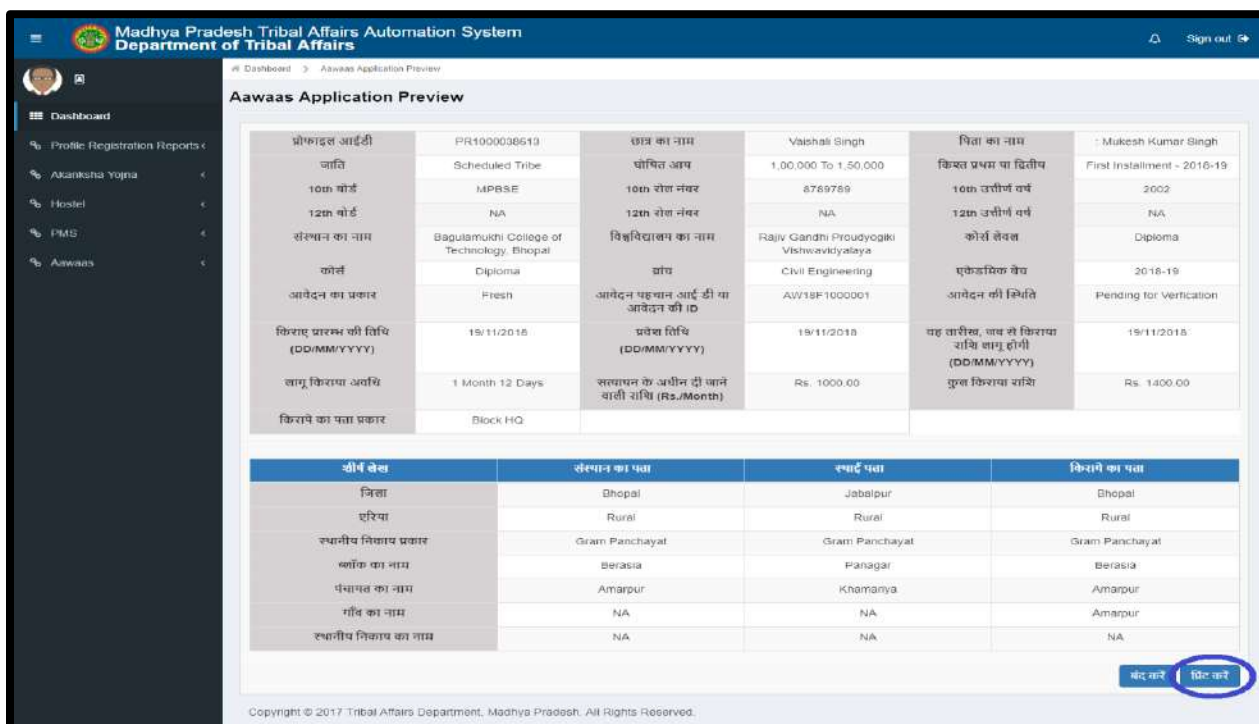 Madhya Pradesh Tribal Affairs Automation System
Department of Tribal Affairs
Sign out
Dashboard > Aawaas Application Preview
Aawaas Application Preview
Dashboard
Profile Registration Reports
Akanksha Yojna
Hostel
PMS
Aawaas
प्रोफाइल आईडी PR1000038613 छात्र का नाम Vaishali Singh पिता का नाम : Mukesh Kumar Singh
जाति Scheduled Tribe घोषित आय 1,00,000 To 1,50,000 किश्त प्रथम या द्वितीय First Installment - 2018-19
10th बोर्ड MPBSE 10th रोल नंबर 8789789 10th उत्तीर्ण वर्ष 2002
12th बोर्ड NA 12th रोल नंबर NA 12th उत्तीर्ण वर्ष NA
संस्थान का नाम Bagulamukhi College of Technology, Bhopal विश्वविद्यालय का नाम Rajiv Gandhi Proudyogiki Vishwavidyalaya कोर्स लेवल Diploma
कोर्स Diploma ब्रांच Civil Engineering एकेडमिक बैच 2018-19
आवेदन का प्रकार Fresh आवेदन पहचान आई डी या आवेदन की ID AW18F1000001 आवेदन की स्थिति Pending for Verfication
किराए प्रारम्भ की तिथि (DD/MM/YYYY) 19/11/2018 प्रवेश तिथि (DD/MM/YYYY) 19/11/2018 वह तारीख, जब से किराया राशि लागू होगी (DD/MM/YYYY) 19/11/2018
लागू किराया अवधि 1 Month 12 Days सत्यापन के अधीन दी जाने वाली राशि (Rs./Month) Rs. 1000.00 कुल किराया राशि Rs. 1400.00
किराये का पता प्रकार Block HQ
शीर्ष लेख संस्थान का पता स्थाई पता किराये का पता
जिला Bhopal Jabalpur Bhopal
एरिया Rural Rural Rural
स्थानीय निकाय प्रकार Gram Panchayat Gram Panchayat Gram Panchayat
ब्लॉक का नाम Berasia Panagar Berasia
पंचायत का नाम Amarpur Khamanya Amarpur
गाँव का नाम NA NA Amarpur
स्थानीय निकाय का नाम NA NA NA
बंद करें प्रिंट करें
Copyright © 2017 Tribal Affairs Department, Madhya Pradesh. All Rights Reserved.